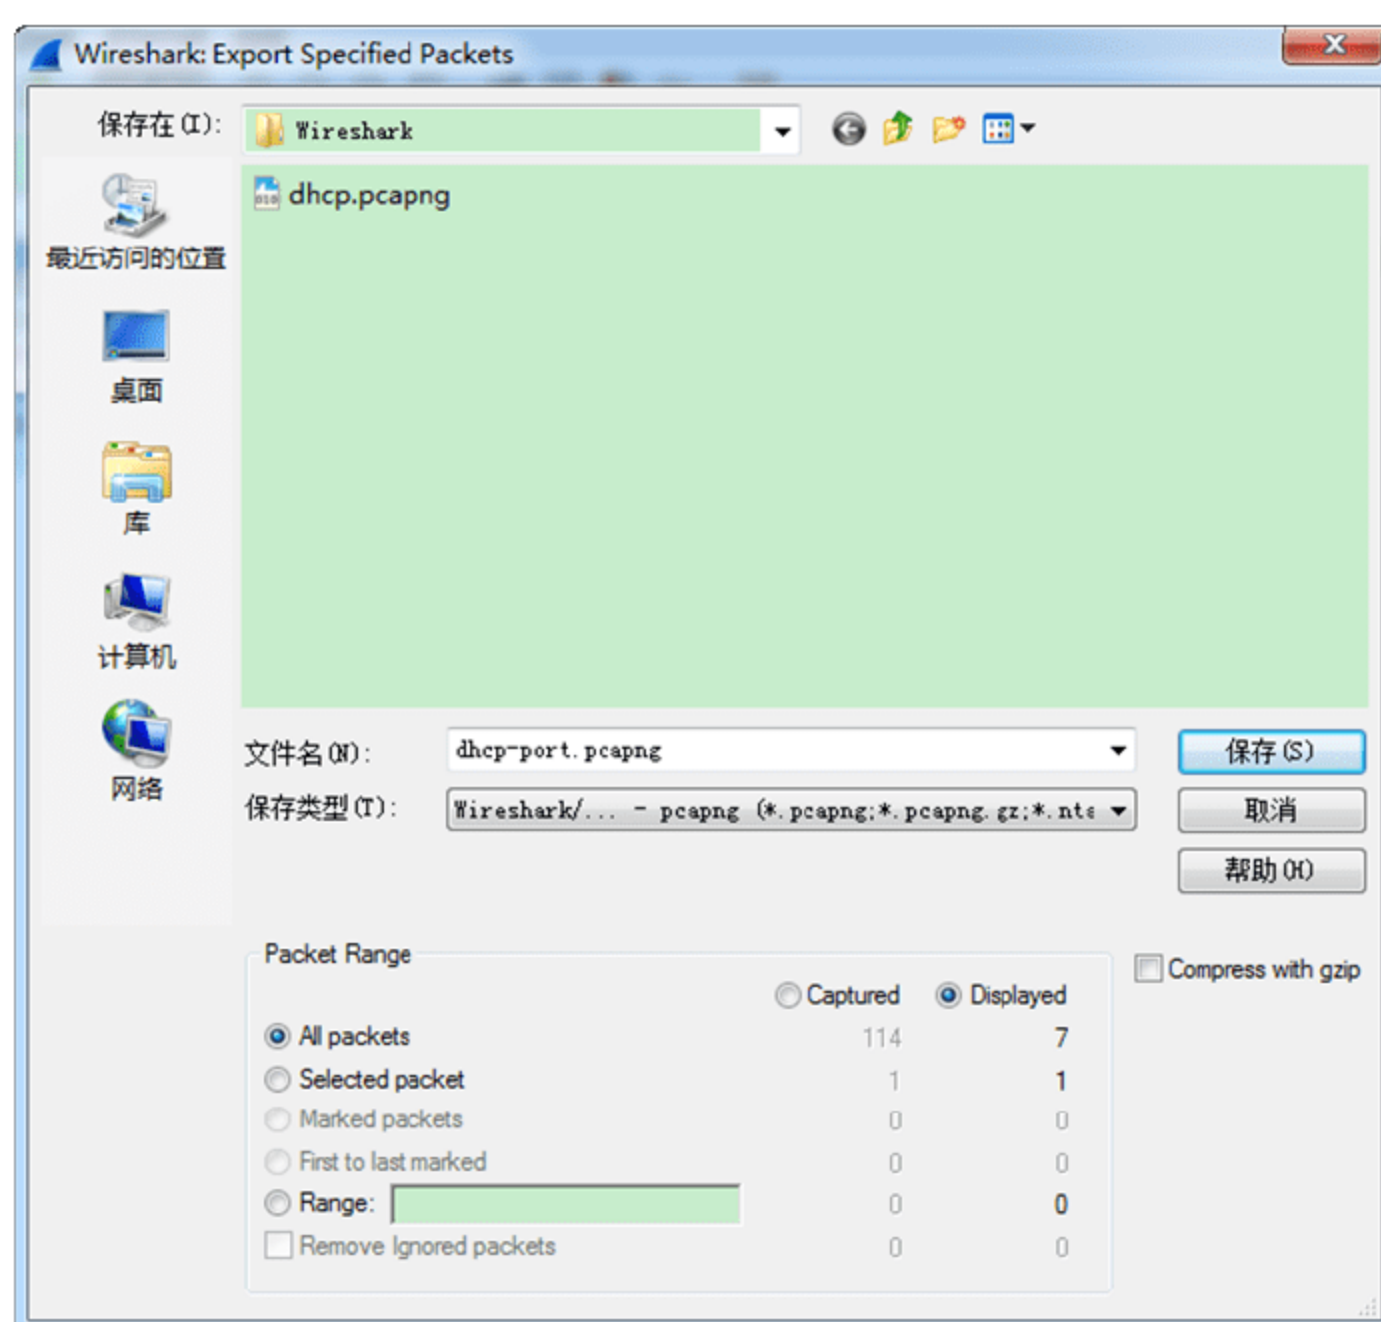 Wireshark: Export Specified Packets
保存在(I):
Wireshark
最近访问的位置
桌面
库
计算机
网络
dhcp.pcapng
文件名(N):
dhcp-port.pcapng
保存(S)
保存类型(T):
Wireshark/... - pcapng (*.pcapng;*.pcapng.gz;*.nta
取消
帮助(H)
Packet Range
Compress with gzip
Captured Displayed
All packets 114 7
Selected packet 1 1
Marked packets 0 0
First to last marked 0 0
Range: 0 0
Remove Ignored packets 0 0